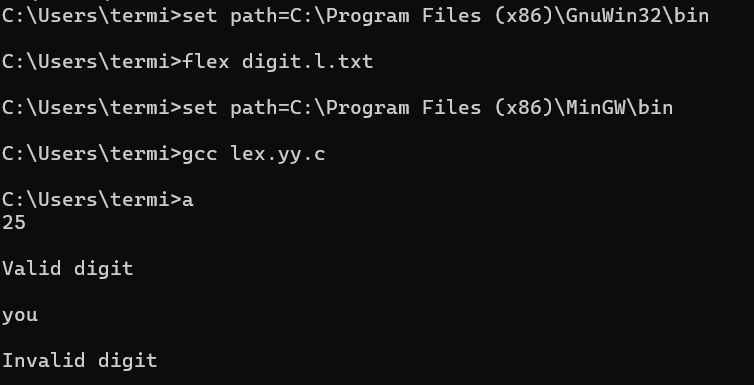 C:\Users\termi>set path=C:\Program Files (x86)\GnuWin32\bin
C:\Users\termi>flex digit.l.txt
C:\Users\termi>set path=C:\Program Files (x86)\MinGW\bin
C:\Users\termi>gcc lex.yy.c
C:\Users\termi>a
25
Valid digit
you
Invalid digit